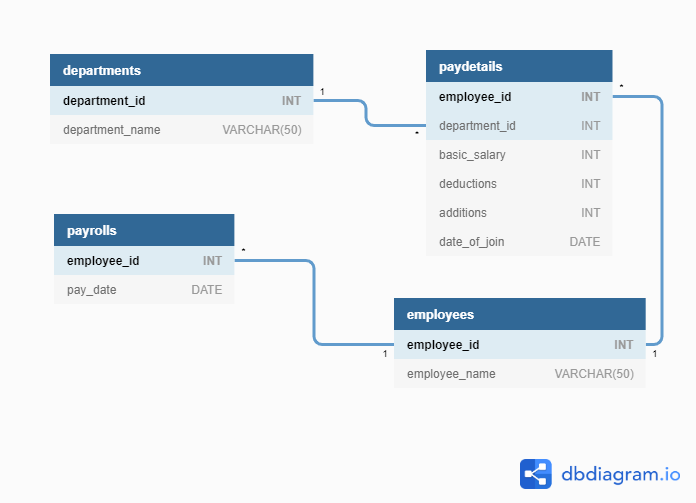 departments
department_id INT
department_name VARCHAR(50)
1
*
paydetails
employee_id INT
department_id INT
basic_salary INT
deductions INT
additions INT
date_of_join DATE
*
payrolls
employee_id INT
pay_date DATE
*
1
employees
employee_id INT
employee_name VARCHAR(50)
1
dbdiagram.io